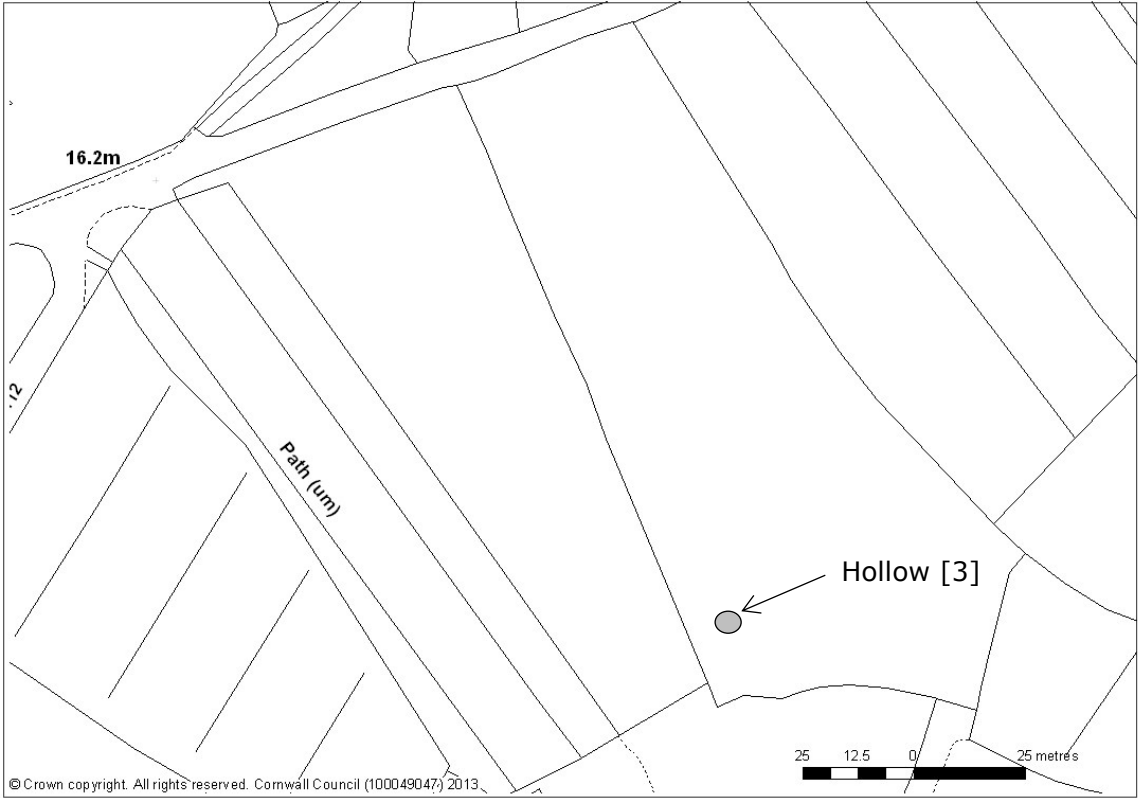 16.2m
.12
Path (um)
Hollow [3]
25 12.5 0 25 metres
© Crown copyright. All rights reserved. Cornwall Council (100049047) 2013